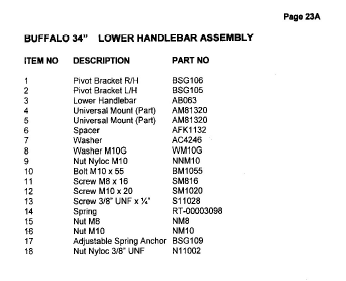 Page 23A
BUFFALO 34" LOWER HANDLEBAR ASSEMBLY
ITEM NO DESCRIPTION PART NO
1 Pivot Bracket R/H BSG106
2 Pivot Bracket L/H BSG105
3 Lower Handlebar AB063
4 Universal Mount (Part) AM81320
5 Universal Mount (Part) AM81320
6 Spacer AFK1132
7 Washer AC4246
8 Washer M10G WM10G
9 Nut Nyloc M10 NNM10
10 Bolt M10 x 55 BM1055
11 Screw M8 x 16 SM816
12 Screw M10 x 20 SM1020
13 Screw 3/8" UNF x ¾" S11028
14 Spring RT-00003098
15 Nut M8 NM8
16 Nut M10 NM10
17 Adjustable Spring Anchor BSG109
18 Nut Nyloc 3/8" UNF N11002